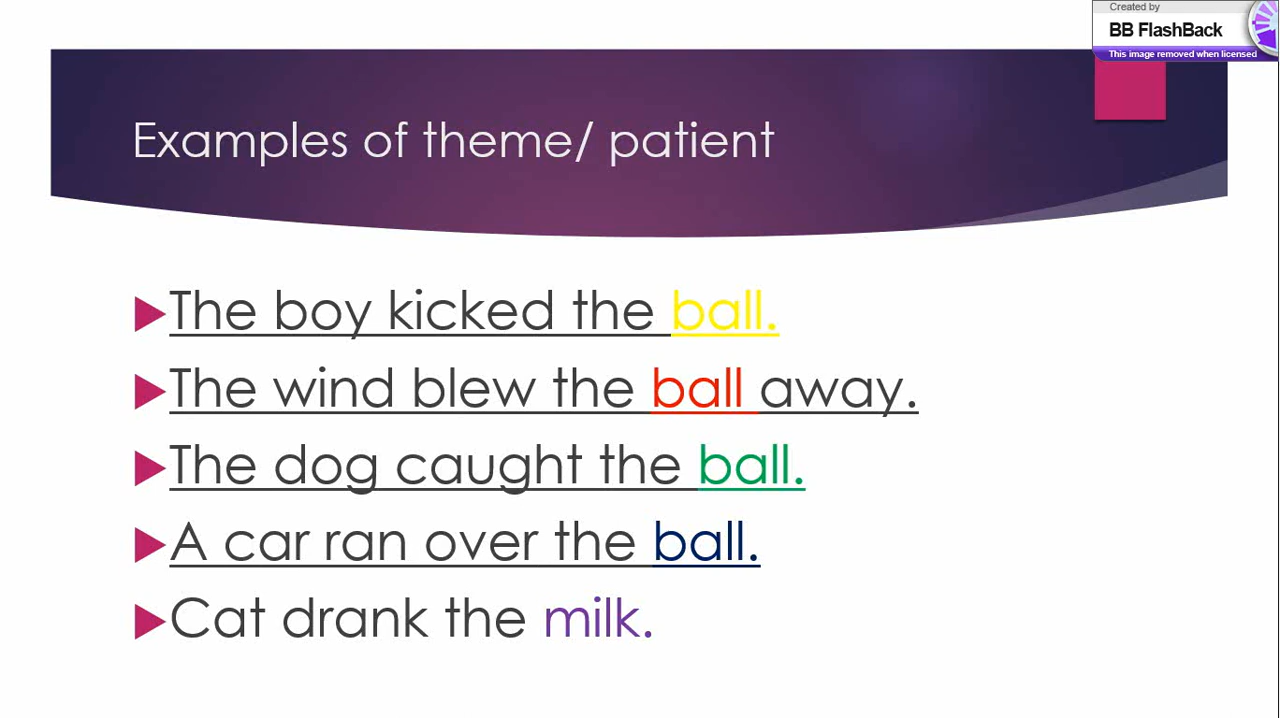 Created by
BB FlashBack
This image removed when licensed
Examples of theme/ patient
The boy kicked the ball.
The wind blew the ball away.
The dog caught the ball.
A car ran over the ball.
Cat drank the milk.